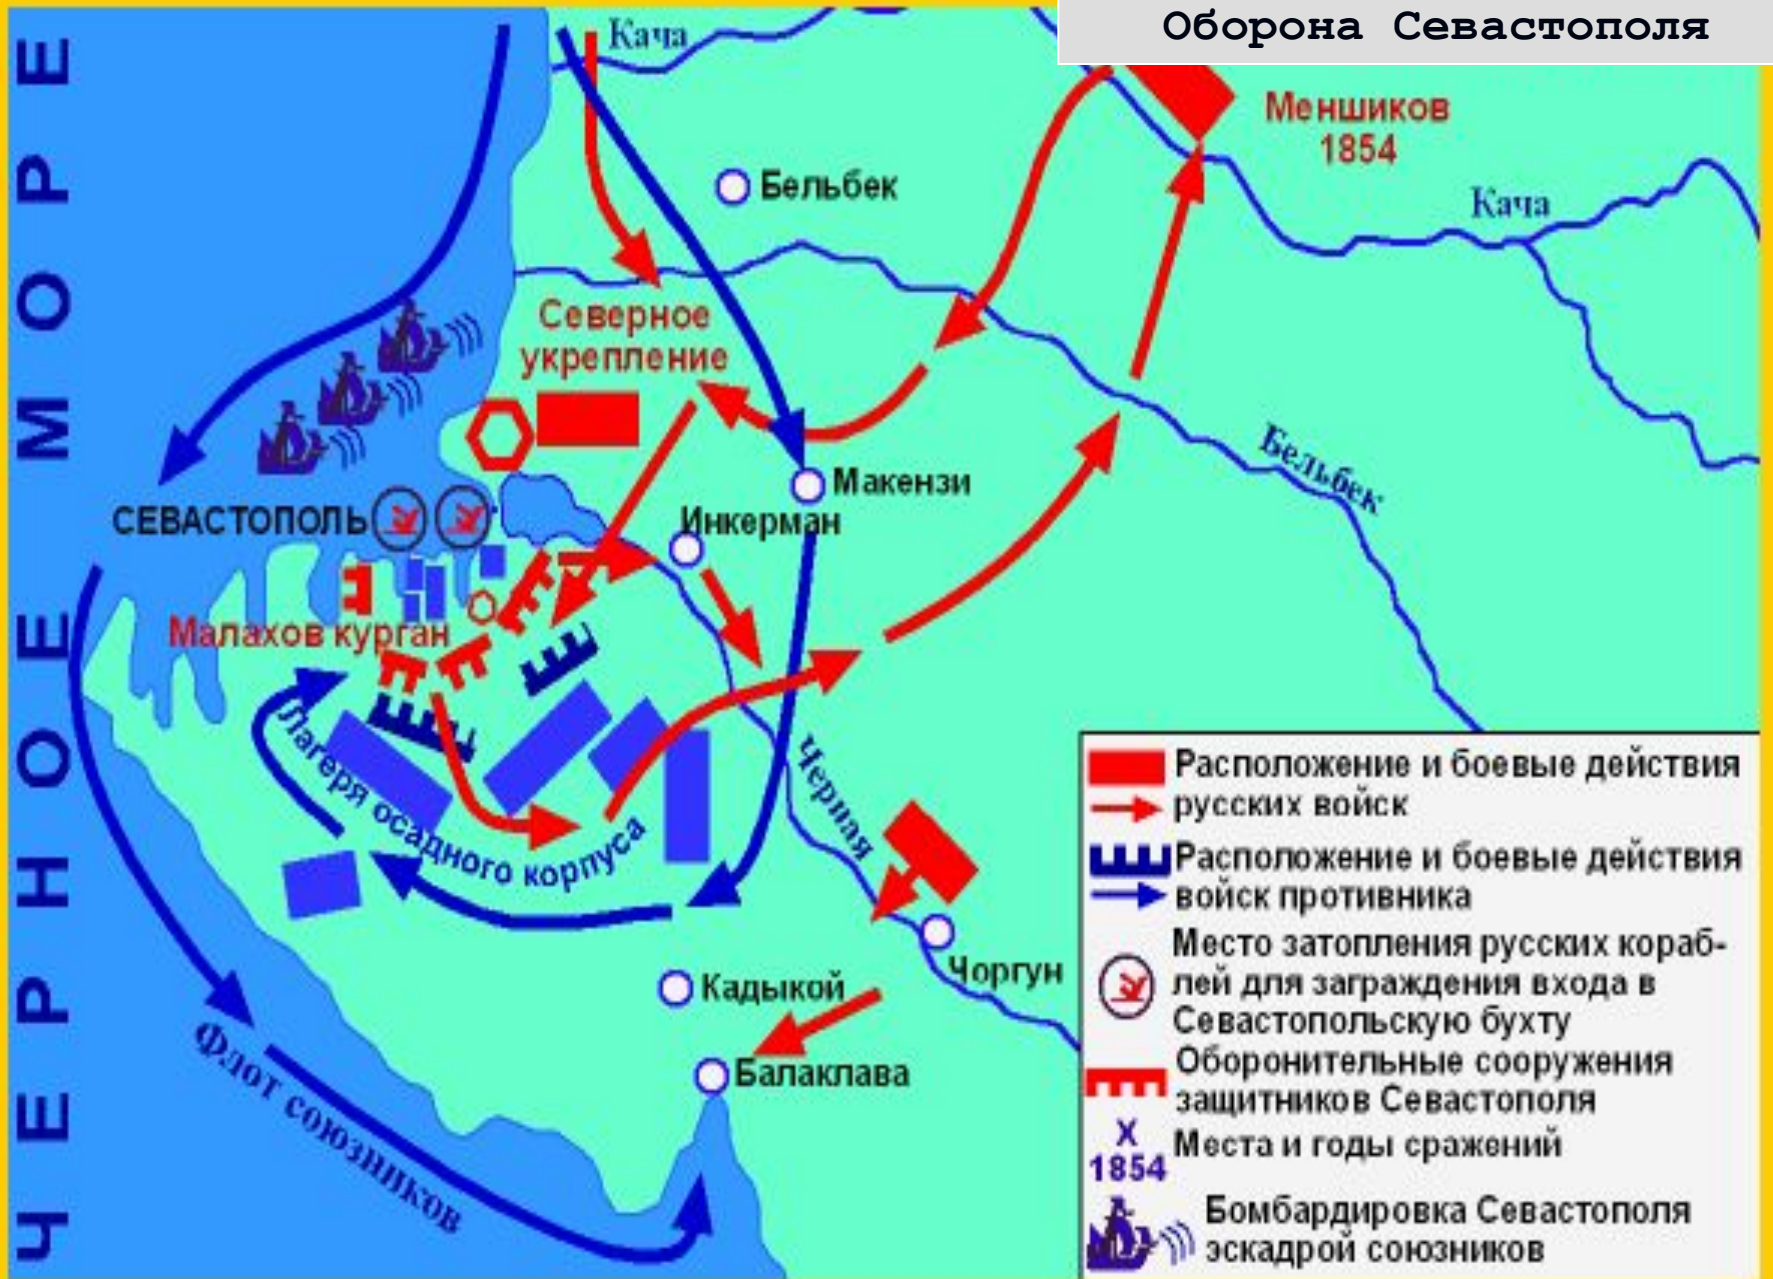 Оборона Севастополя
ЧЕРНОЕ МОРЕ
Кача
Меншиков
1854
Бельбек
Кача
Северное
укрепление
Бельбек
Макензи
СЕВАСТОПОЛЬ
Инкерман
Малахов курган
Лагеря осадного корпуса
Черная
Чоргун
Кадыкой
Балаклава
Флот союзников
Расположение и боевые действия
русских войск
Расположение и боевые действия
войск противника
Место затопления русских кораб-
лей для заграждения входа в
Севастопольскую бухту
Оборонительные сооружения
защитников Севастополя
X
1854
Места и годы сражений
Бомбардировка Севастополя
эскадрой союзников